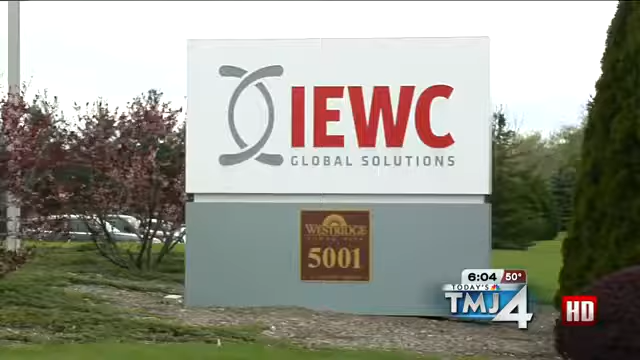 IEWC
GLOBAL SOLUTIONS
WESTRIDGE
5001
6:04 50°
TODAY'S
TMJ4
HD